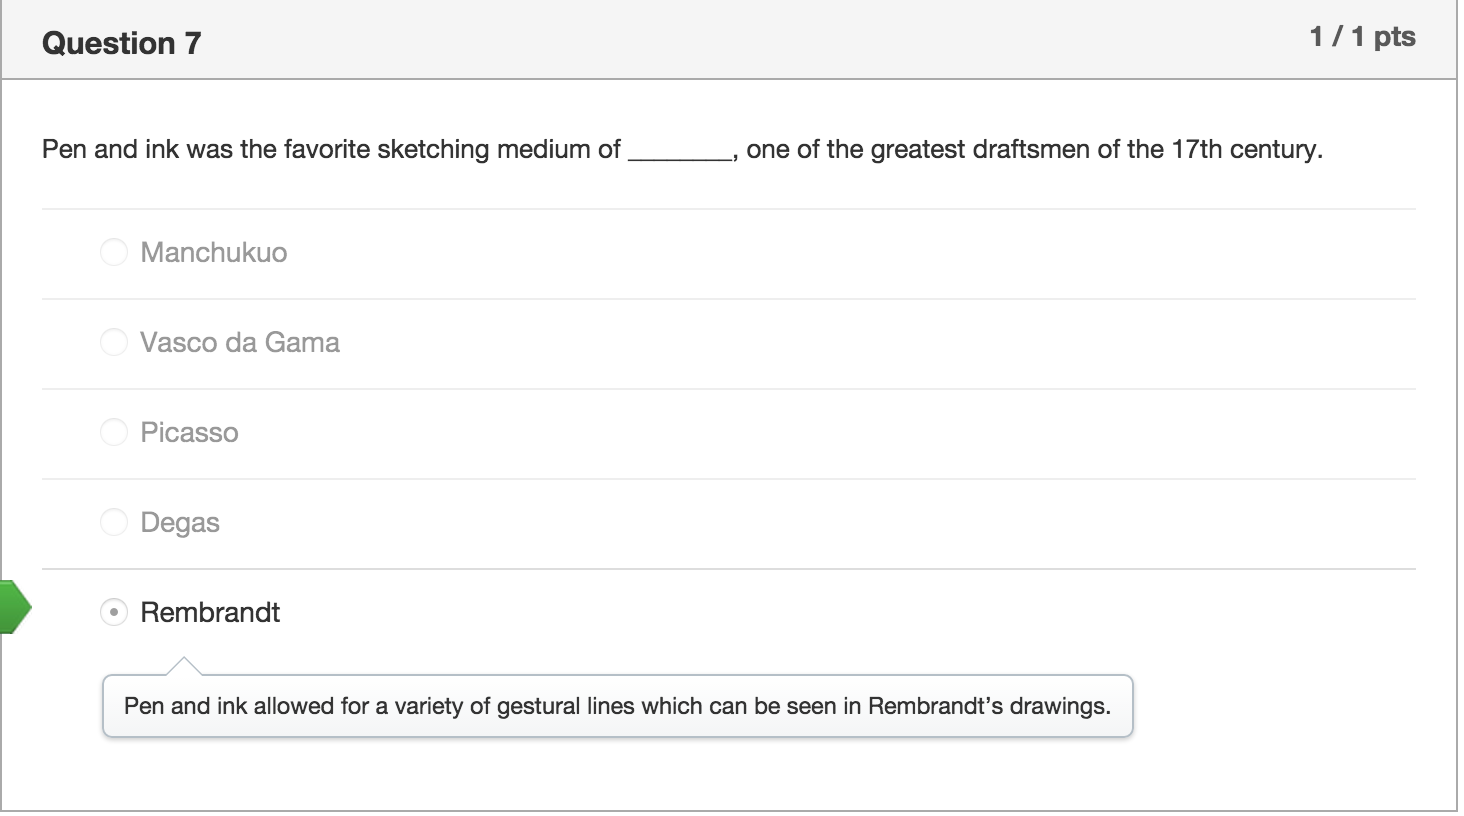 Question 7
1 / 1 pts
Pen and ink was the favorite sketching medium of ________, one of the greatest draftsmen of the 17th century.
Manchukuo
Vasco da Gama
Picasso
Degas
Rembrandt
Pen and ink allowed for a variety of gestural lines which can be seen in Rembrandt’s drawings.